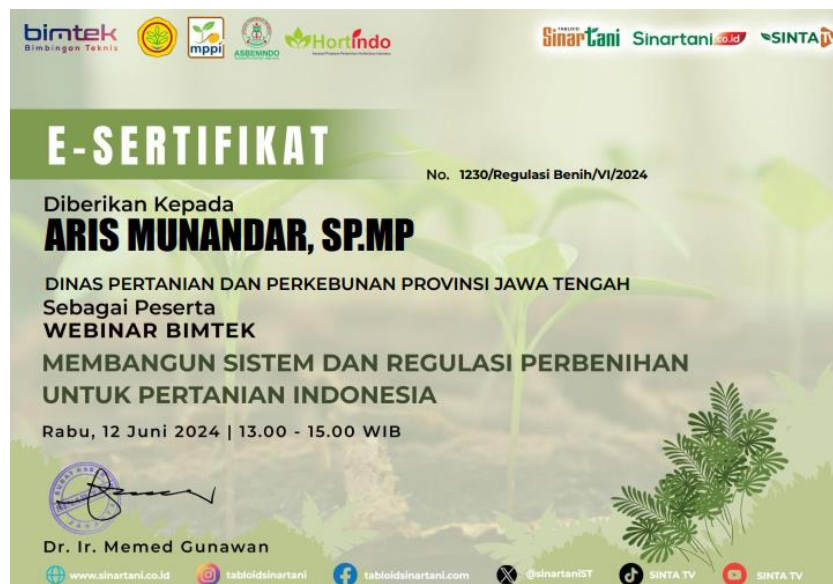 bimtek
Bimbingan Teknis
mppi
ASBENINDO
Hortindo
TABLOID
Sinar tani
Sinartani.co.id
SINTA TV
E-SERTIFIKAT
No. 1230/Regulasi Benih/VI/2024
Diberikan Kepada
ARIS MUNANDAR, SP.MP
DINAS PERTANIAN DAN PERKEBUNAN PROVINSI JAWA TENGAH
Sebagai Peserta
WEBINAR BIMTEK
MEMBANGUN SISTEM DAN REGULASI PERBENIHAN
UNTUK PERTANIAN INDONESIA
Rabu, 12 Juni 2024 | 13.00 - 15.00 WIB
Dr. Ir. Memed Gunawan
www.sinartani.co.id
tabloidsinartani
tabloidsinartani.com
@sinartaniST
SINTA TV
SINTA TV